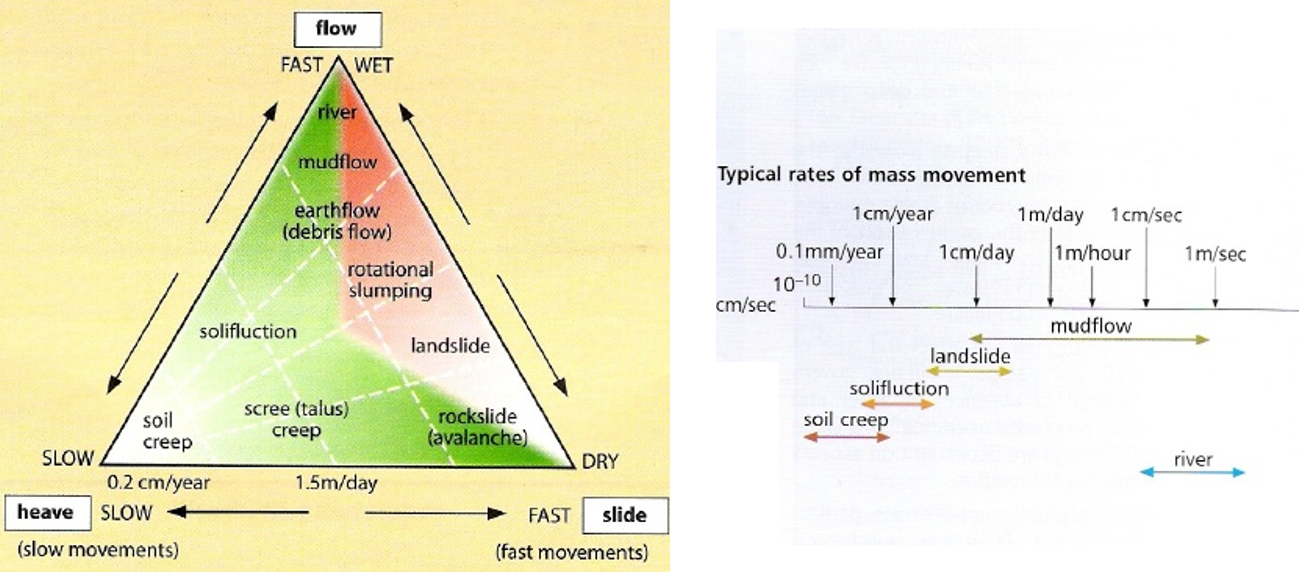 flow
FAST WET
river
mudflow
earthflow
(debris flow)
rotational
slumping
solifluction
landslide
soil
creep
scree (talus)
creep
rockslide
(avalanche)
SLOW
DRY
0.2 cm/year
1.5m/day
heave
SLOW
FAST
slide
(slow movements)
(fast movements)
Typical rates of mass movement
1cm/year
1m/day
1cm/sec
0.1mm/year
1cm/day
1m/hour
1m/sec
10⁻¹⁰
cm/sec
mudflow
landslide
solifluction
soil creep
river